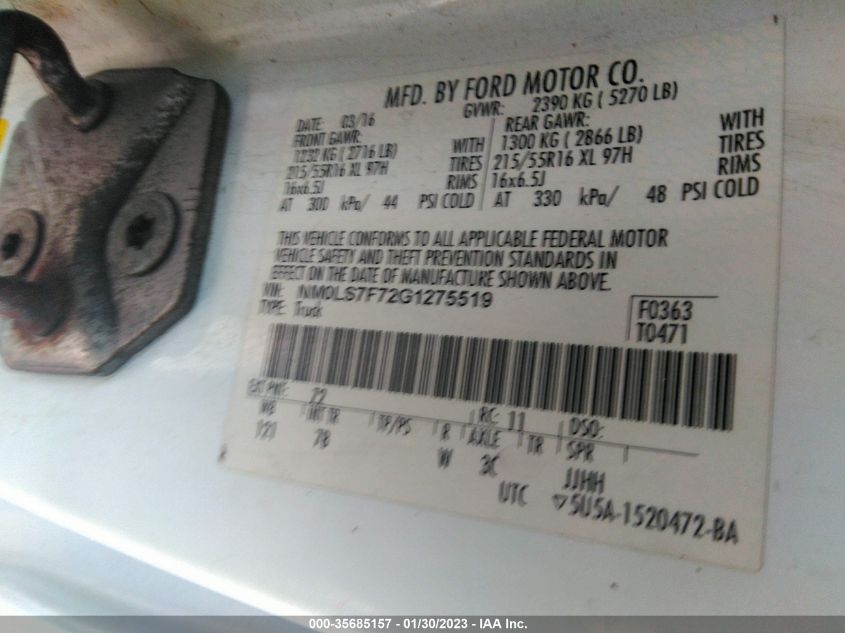 MFD. BY FORD MOTOR CO.
DATE: 03/16 GVWR: 2390 KG ( 5270 LB)
FRONT GAWR: REAR GAWR:
1232 KG ( 2716 LB) WITH 1300 KG ( 2866 LB) WITH
215/55R16 XL 97H TIRES 215/55R16 XL 97H TIRES
16x6.5J RIMS 16x6.5J RIMS
AT 300 kPa/ 44 PSI COLD AT 330 kPa/ 48 PSI COLD
THIS VEHICLE CONFORMS TO ALL APPLICABLE FEDERAL MOTOR
VEHICLE SAFETY AND THEFT PREVENTION STANDARDS IN
EFFECT ON THE DATE OF MANUFACTURE SHOWN ABOVE.
VIN: NM0LS7F72G1275519
TYPE: Truck
F0363
T0471
EXT PNT: Z2 RC: 11 DSO:
WB INT TR TP/PS R AXLE TR SPR
121 78 W 3C JJHH
UTC ▽5U5A-1520472-BA
000-35685157 - 01/30/2023 - IAA Inc.